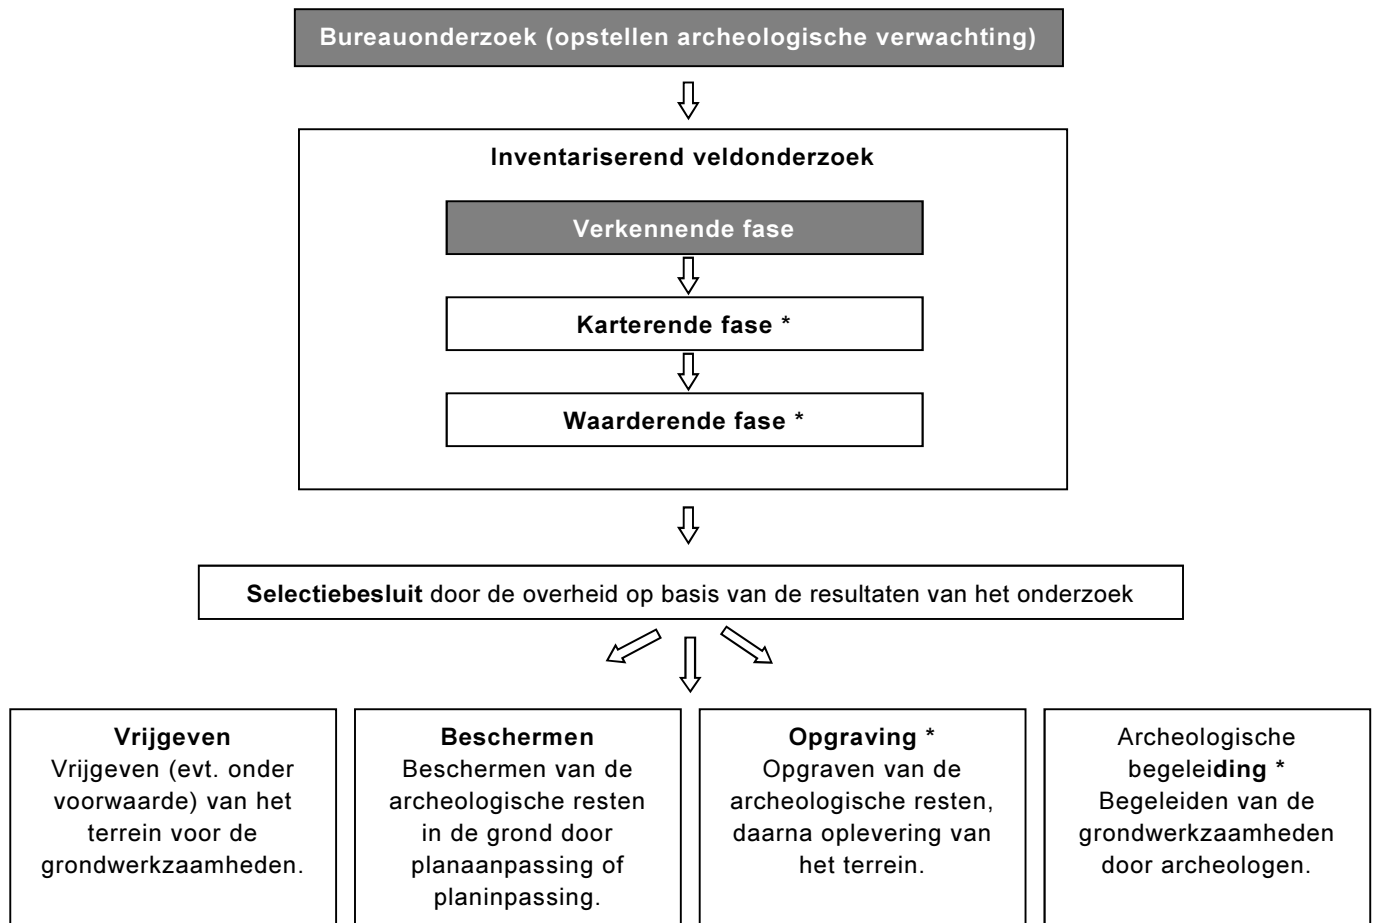 Bureauonderzoek (opstellen archeologische verwachting)
Inventariserend veldonderzoek
Verkennende fase
Karterende fase *
Waarderende fase *
Selectiebesluit door de overheid op basis van de resultaten van het onderzoek
Vrijgeven
Vrijgeven (evt. onder
voorwaarde) van het
terrein voor de
grondwerkzaamheden.
Beschermen
Beschermen van de
archeologische resten
in de grond door
planaanpassing of
planinpassing.
Opgraving *
Opgraven van de
archeologische resten,
daarna oplevering van
het terrein.
Archeologische
begeleiding *
Begeleiden van de
grondwerkzaamheden
door archeologen.